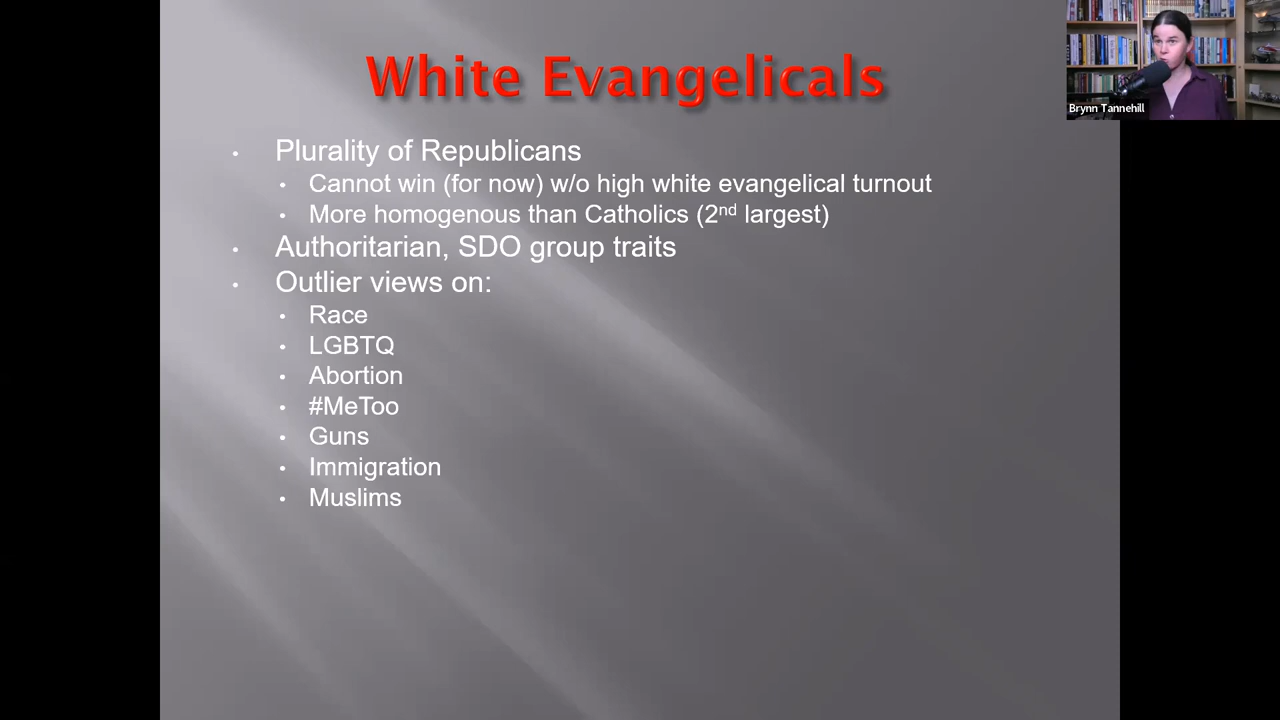 White Evangelicals
Brynn Tannehill
• Plurality of Republicans
• Cannot win (for now) w/o high white evangelical turnout
• More homogenous than Catholics (2nd largest)
• Authoritarian, SDO group traits
• Outlier views on:
• Race
• LGBTQ
• Abortion
• #MeToo
• Guns
• Immigration
• Muslims